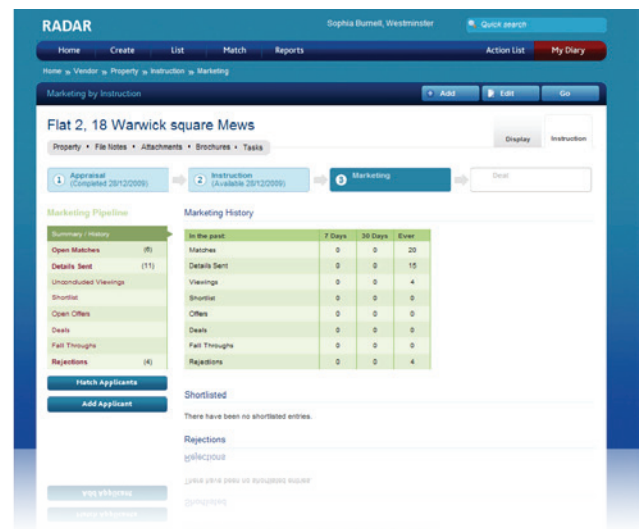 RADAR
Sophia Burnell, Westminster
Quick search
Home Create List Match Reports Action List My Diary
Home » Vendor » Property » Instruction » Marketing
Marketing by Instruction
+ Add Edit Go
Flat 2, 18 Warwick square Mews
Display Instruction
Property • File Notes • Attachments • Brochures • Tasks
1 Appraisal (Completed 28/12/2009)
2 Instruction (Available 28/12/2009)
3 Marketing
Deal
Marketing Pipeline
Summary / History
Open Matches (6)
Details Sent (11)
Unconcluded Viewings
Shortlist
Open Offers
Deals
Fall Throughs
Rejections (4)
Match Applicants
Add Applicant
Marketing History
In the past: 7 Days 30 Days Ever
Matches 0 0 20
Details Sent 0 0 15
Viewings 0 0 4
Shortlist 0 0 0
Offers 0 0 0
Deals 0 0 0
Fall Throughs 0 0 0
Rejections 0 0 4
Shortlisted
There have been no shortlisted entries.
Rejections